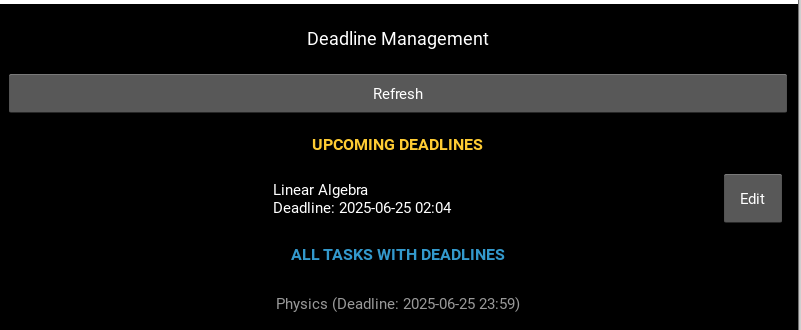 Deadline Management
Refresh
UPCOMING DEADLINES
Linear Algebra
Deadline: 2025-06-25 02:04
Edit
ALL TASKS WITH DEADLINES
Physics (Deadline: 2025-06-25 23:59)